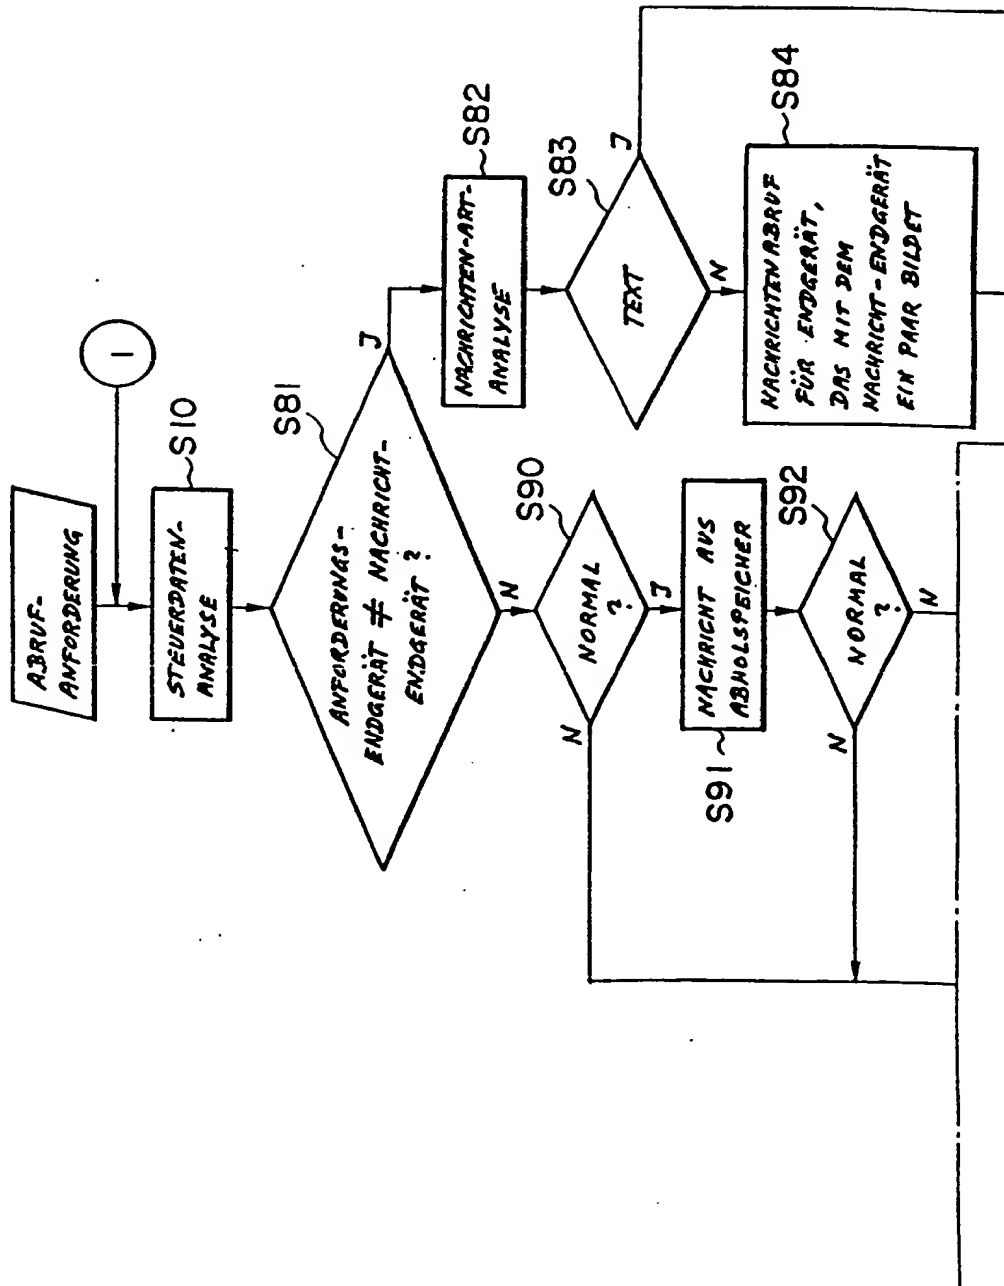 ABRUF-
ANFORDERUNG
1
STEUERDATEN-
ANALYSE
S10
ANFORDERUNGS-
ENDGERÄT ≠ NACHRICHT-
ENDGERÄT ?
S81
J
N
NACHRICHTEN-ART-
ANALYSE
S82
TEXT
S83
J
N
NACHRICHTENABRUF
FÜR ENDGERÄT,
DAS MIT DEM
NACHRICHT-ENDGERÄT
EIN PAAR BILDET
S84
NORMAL
?
S90
N
J
NACHRICHT AUS
ABHOLSPEICHER
S91
NORMAL
?
S92
N
N